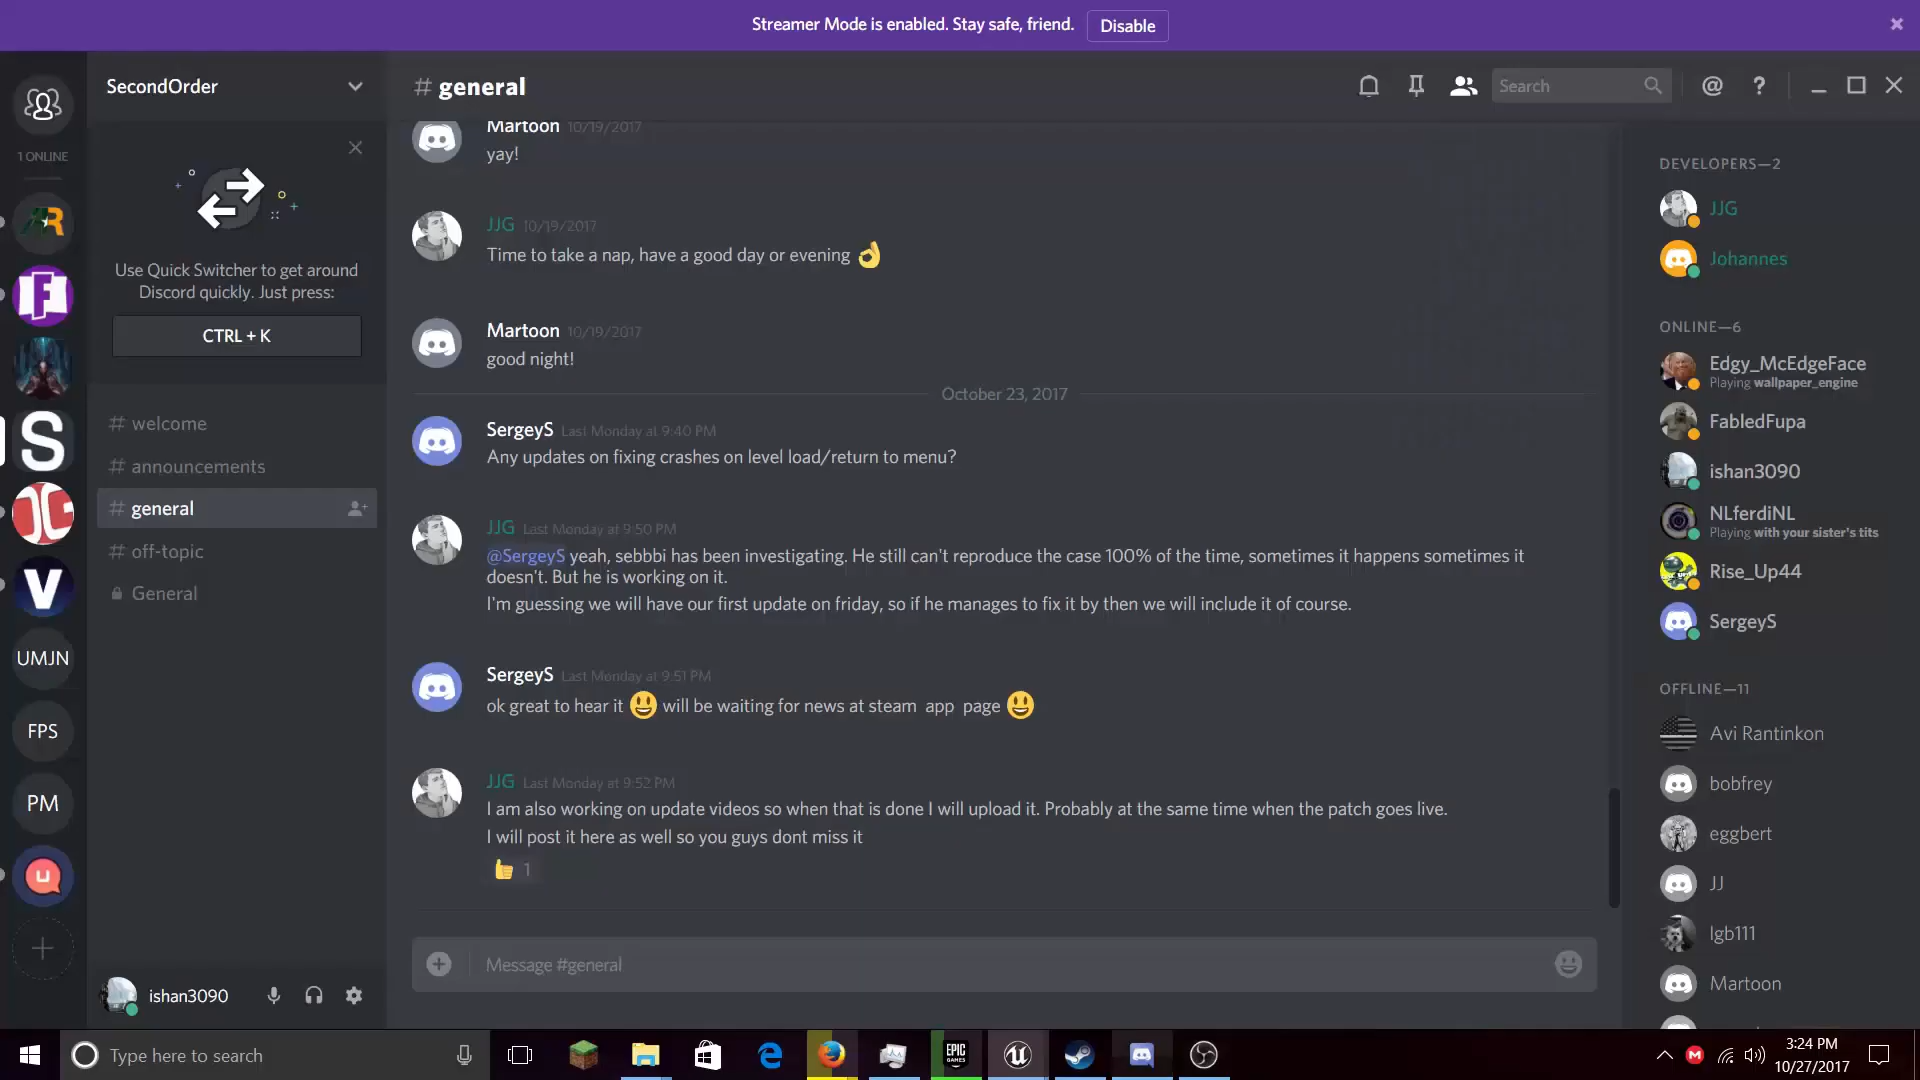 Streamer Mode is enabled. Stay safe, friend. Disable
SecondOrder
# general
Search
1 ONLINE
Use Quick Switcher to get around
Discord quickly. Just press:
CTRL + K
# welcome
# announcements
# general
# off-topic
General
S
V
UMJN
FPS
PM
ishan3090
Martoon 10/19/2017
yay!
JJG 10/19/2017
Time to take a nap, have a good day or evening 👌
Martoon 10/19/2017
good night!
October 23, 2017
SergeyS Last Monday at 9:40 PM
Any updates on fixing crashes on level load/return to menu?
JJG Last Monday at 9:50 PM
@SergeyS yeah, sebbbi has been investigating. He still can't reproduce the case 100% of the time, sometimes it happens sometimes it
doesn't. But he is working on it.
I'm guessing we will have our first update on friday, so if he manages to fix it by then we will include it of course.
SergeyS Last Monday at 9:51 PM
ok great to hear it 😃 will be waiting for news at steam app page 😃
JJG Last Monday at 9:52 PM
I am also working on update videos so when that is done I will upload it. Probably at the same time when the patch goes live.
I will post it here as well so you guys dont miss it
👍 1
Message #general
DEVELOPERS—2
JJG
Johannes
ONLINE—6
Edgy_McEdgeFace
Playing wallpaper_engine
FabledFupa
ishan3090
NLferdiNL
Playing with your sister's tits
Rise_Up44
SergeyS
OFFLINE—11
Avi Rantinkon
bobfrey
eggbert
JJ
lgb111
Martoon
Type here to search
EPIC
GAMES
3:24 PM
10/27/2017